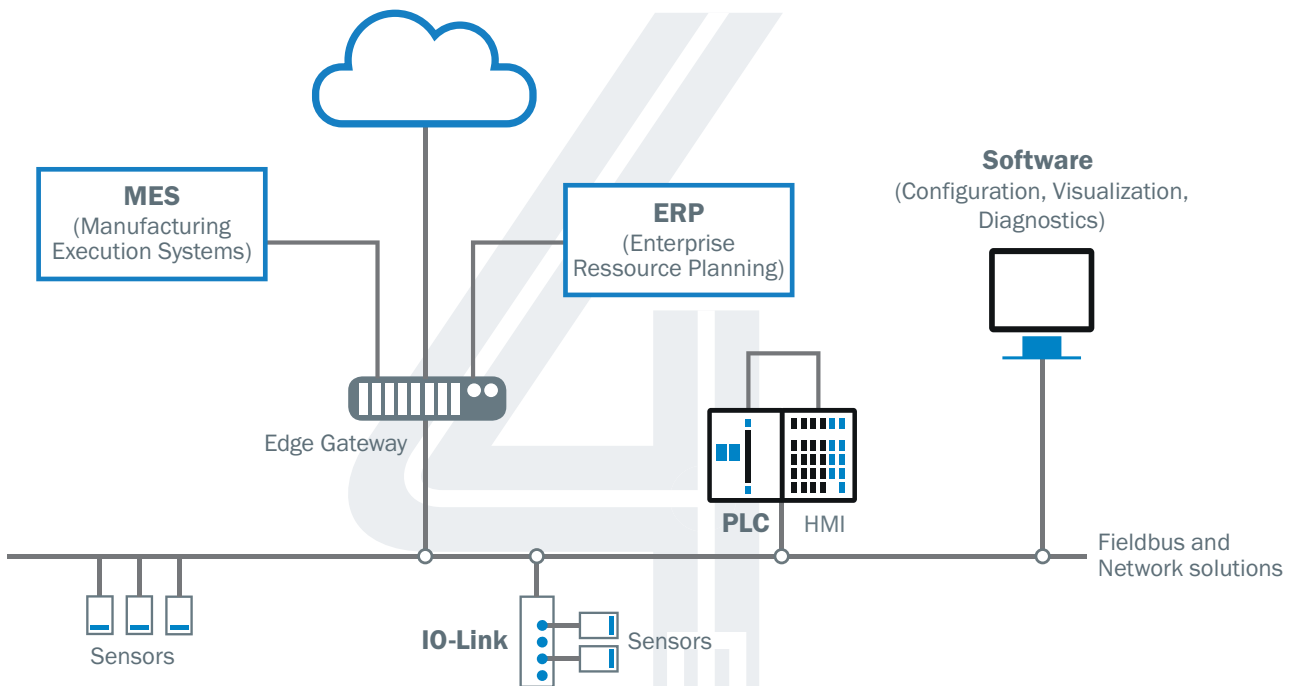 MES
(Manufacturing
Execution Systems)
ERP
(Enterprise
Ressource Planning)
Software
(Configuration, Visualization,
Diagnostics)
Edge Gateway
PLC
HMI
Fieldbus and
Network solutions
Sensors
IO-Link
Sensors